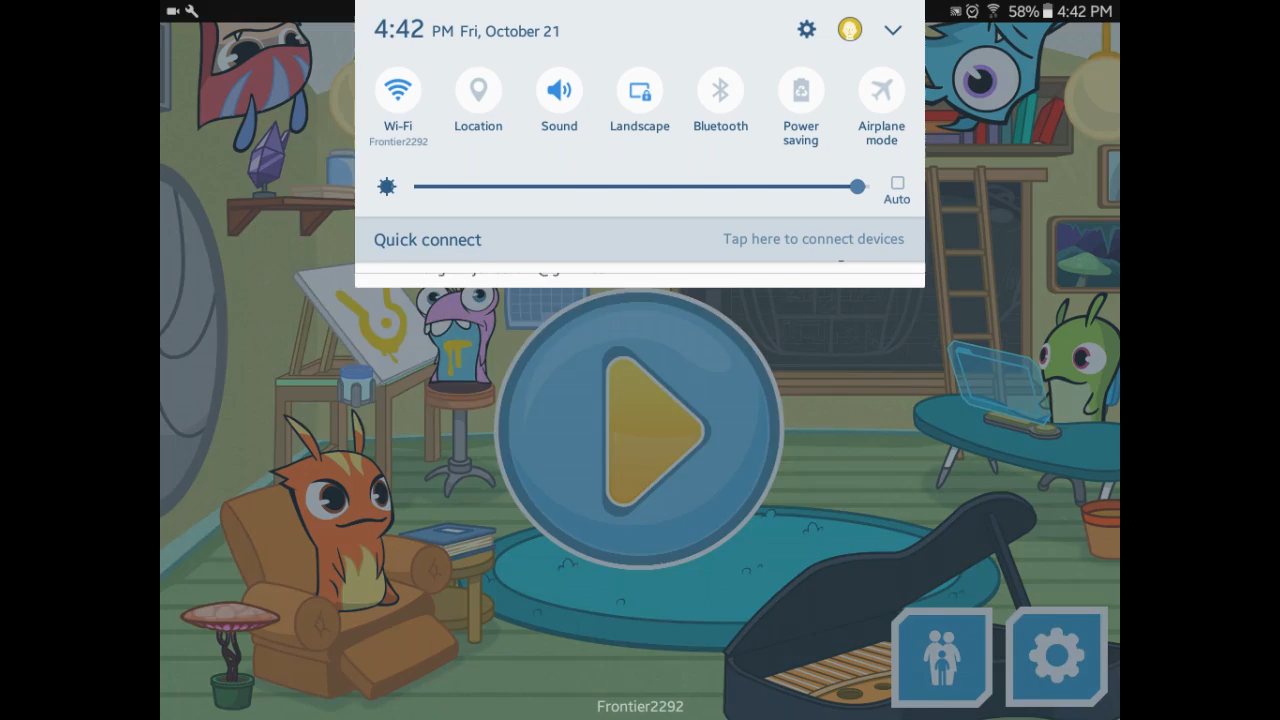 58% 4:42 PM
4:42 PM Fri, October 21
Wi-Fi
Frontier2292
Location
Sound
Landscape
Bluetooth
Power
saving
Airplane
mode
Auto
Quick connect
Tap here to connect devices
Frontier2292